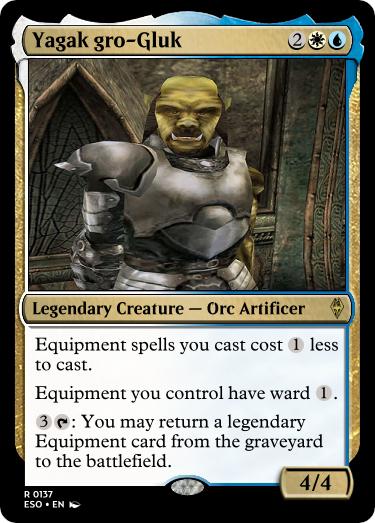 Yagak gro-Gluk 2
Legendary Creature — Orc Artificer
Equipment spells you cast cost 1 less
to cast.
Equipment you control have ward 1.
3 : You may return a legendary
Equipment card from the graveyard
to the battlefield.
4/4
R 0137
ESO • EN